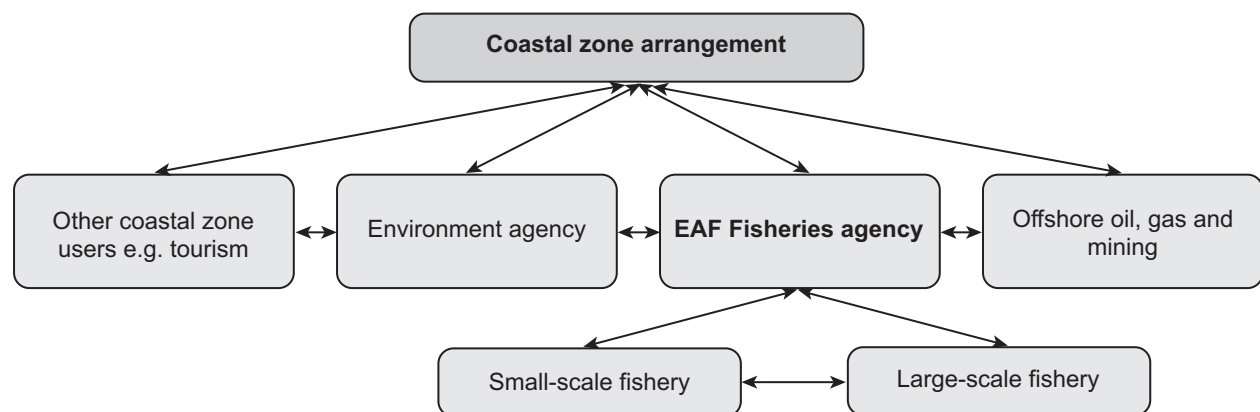 Coastal zone arrangement
Other coastal zone
users e.g. tourism
Environment agency
EAF Fisheries agency
Offshore oil, gas and
mining
Small-scale fishery
Large-scale fishery